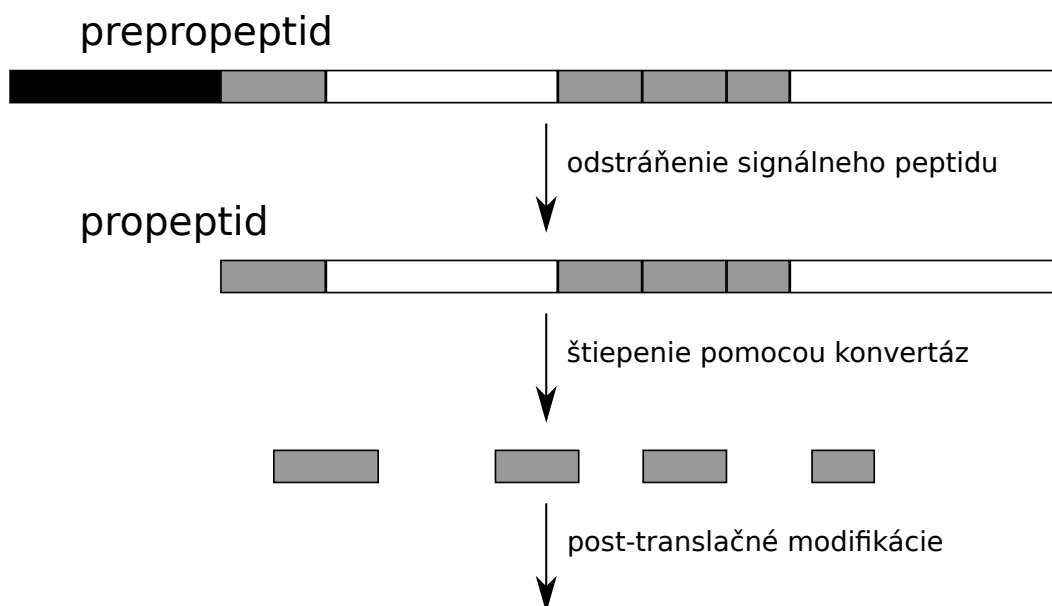 prepropeptid
odstráňenie signálneho peptidu
propeptid
štiepenie pomocou konvertáz
post-translačné modifikácie